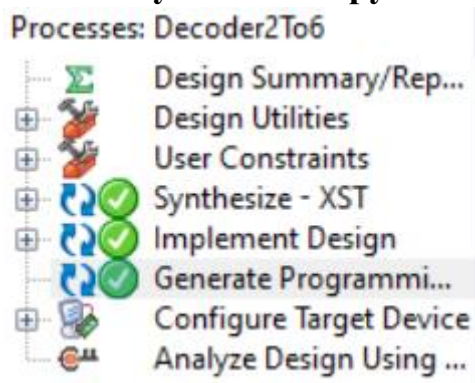 Processes: Decoder2To6
Design Summary/Rep...
Design Utilities
User Constraints
Synthesize - XST
Implement Design
Generate Programmi...
Configure Target Device
Analyze Design Using ...